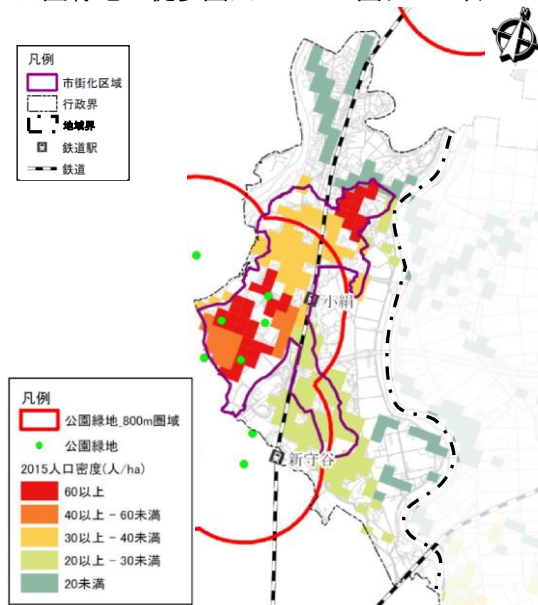 凡例
市街化区域
行政界
地域界
鉄道駅
鉄道
小絹
新守谷
凡例
公園緑地_800m圏域
公園緑地
2015人口密度(人/ha)
60以上
40以上 - 60未満
30以上 - 40未満
20以上 - 30未満
20未満